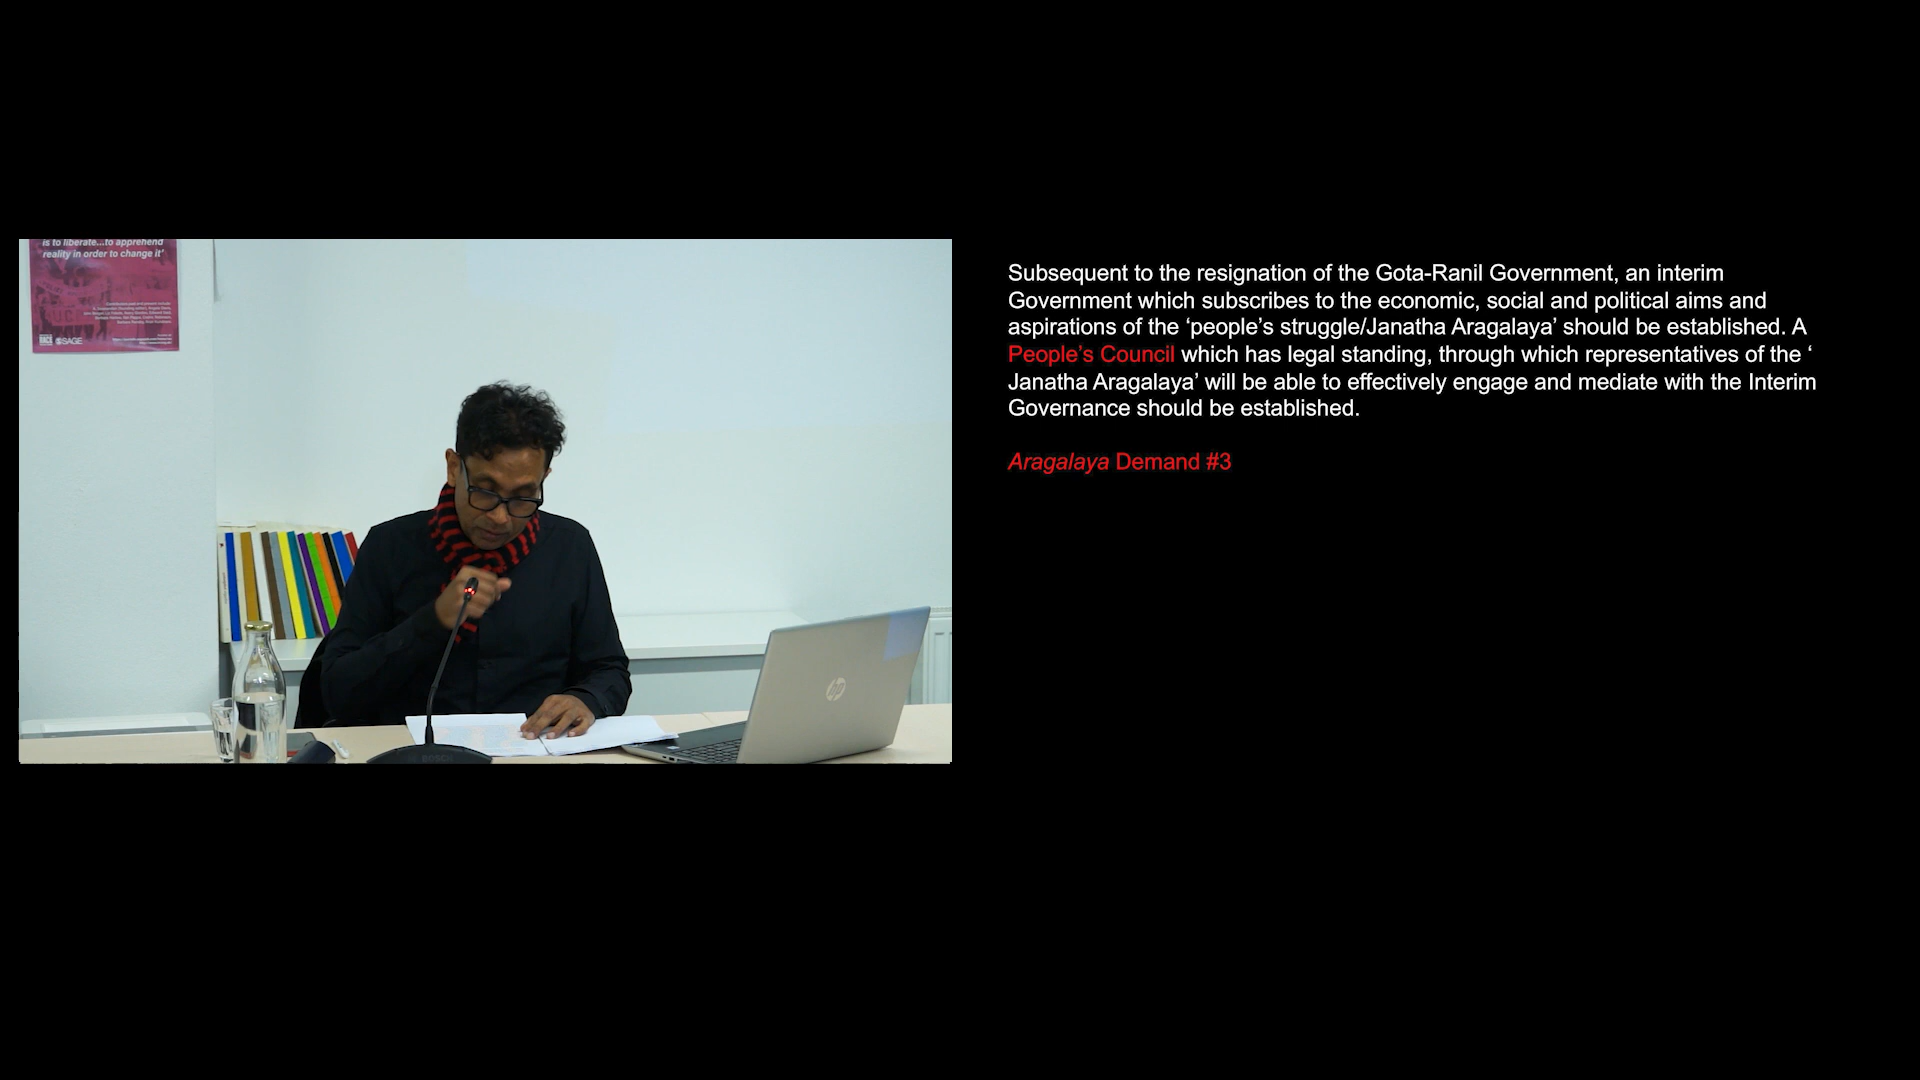 is to liberate...to apprehend
reality in order to change it'
RACE
SAGE
hp
BOSCH
Subsequent to the resignation of the Gota-Ranil Government, an interim
Government which subscribes to the economic, social and political aims and
aspirations of the ‘people’s struggle/Janatha Aragalaya’ should be established. A
People’s Council which has legal standing, through which representatives of the ‘
Janatha Aragalaya’ will be able to effectively engage and mediate with the Interim
Governance should be established.
Aragalaya Demand #3